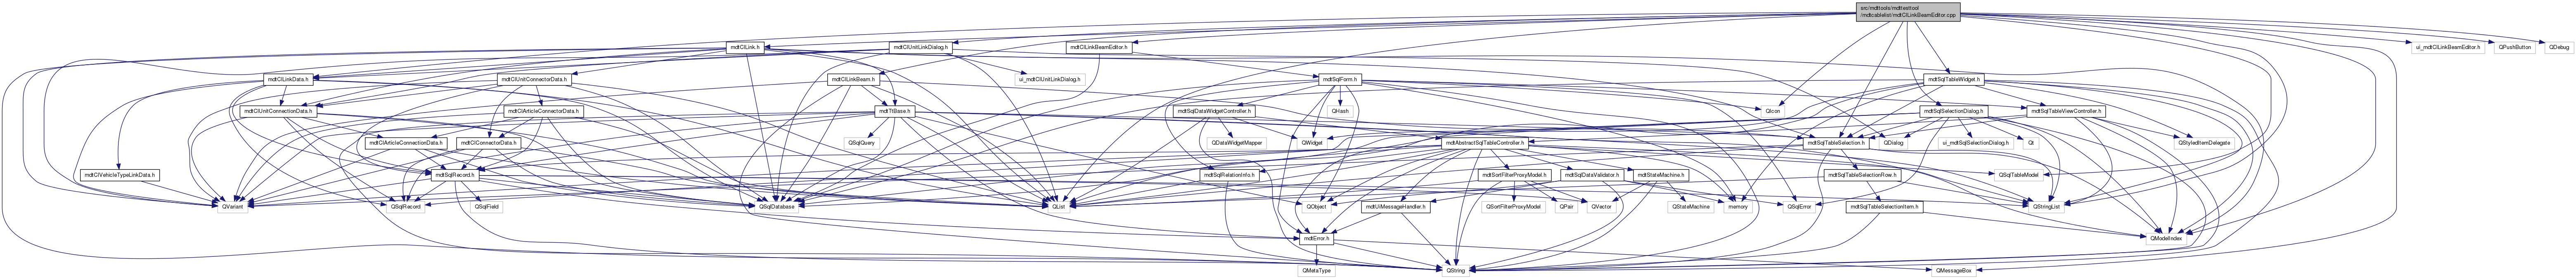 src/mdttools/mdttesttool
/mdtcablelist/mdtClLinkBeamEditor.cpp
mdtClLink.h
mdtClUnitLinkDialog.h
mdtClLinkBeamEditor.h
ui_mdtClLinkBeamEditor.h
QPushButton
QDebug
mdtClLinkData.h
mdtClUnitConnectorData.h
ui_mdtClUnitLinkDialog.h
mdtClLinkBeam.h
mdtSqlForm.h
mdtSqlTableWidget.h
mdtClUnitConnectionData.h
mdtClArticleConnectorData.h
mdtTtBase.h
mdtSqlDataWidgetController.h
QHash
QIcon
mdtSqlSelectionDialog.h
mdtSqlTableViewController.h
mdtClArticleConnectionData.h
mdtClConnectorData.h
QSqlQuery
QDataWidgetMapper
QWidget
mdtAbstractSqlTableController.h
mdtSqlTableSelection.h
QDialog
ui_mdtSqlSelectionDialog.h
Qt
QStyledItemDelegate
mdtClVehicleTypeLinkData.h
mdtSqlRecord.h
mdtSqlRelationInfo.h
mdtSortFilterProxyModel.h
mdtSqlDataValidator.h
mdtStateMachine.h
mdtSqlTableSelectionRow.h
QSqlTableModel
QVariant
QSqlRecord
QSqlField
QSqlDatabase
QList
QObject
mdtUiMessageHandler.h
QSortFilterProxyModel
QPair
QVector
QStateMachine
memory
QSqlError
mdtSqlTableSelectionItem.h
QStringList
mdtError.h
QModelIndex
QMetaType
QString
QMessageBox